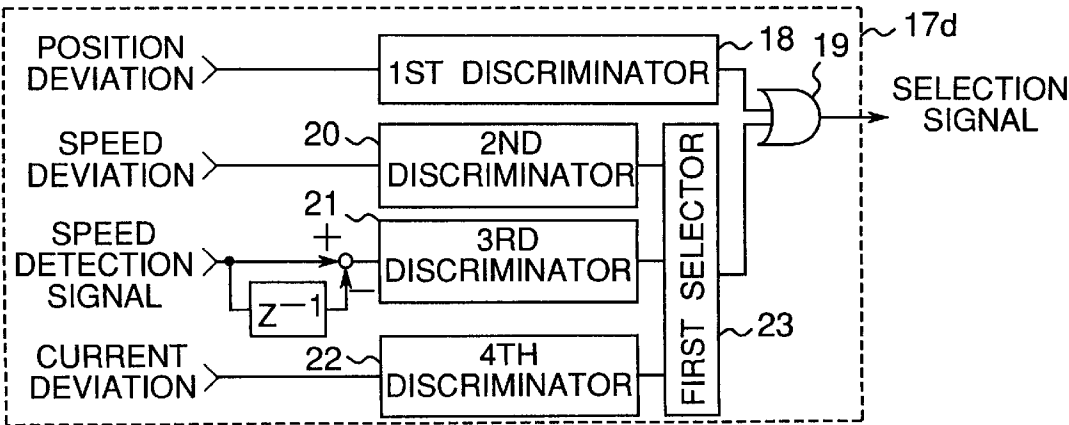 17d
POSITION
DEVIATION
1ST DISCRIMINATOR
18
19
SELECTION
SIGNAL
SPEED
DEVIATION
20
2ND
DISCRIMINATOR
SPEED
DETECTION
SIGNAL
+
−
Z−1
21
3RD
DISCRIMINATOR
FIRST SELECTOR
23
CURRENT
DEVIATION
22
4TH
DISCRIMINATOR